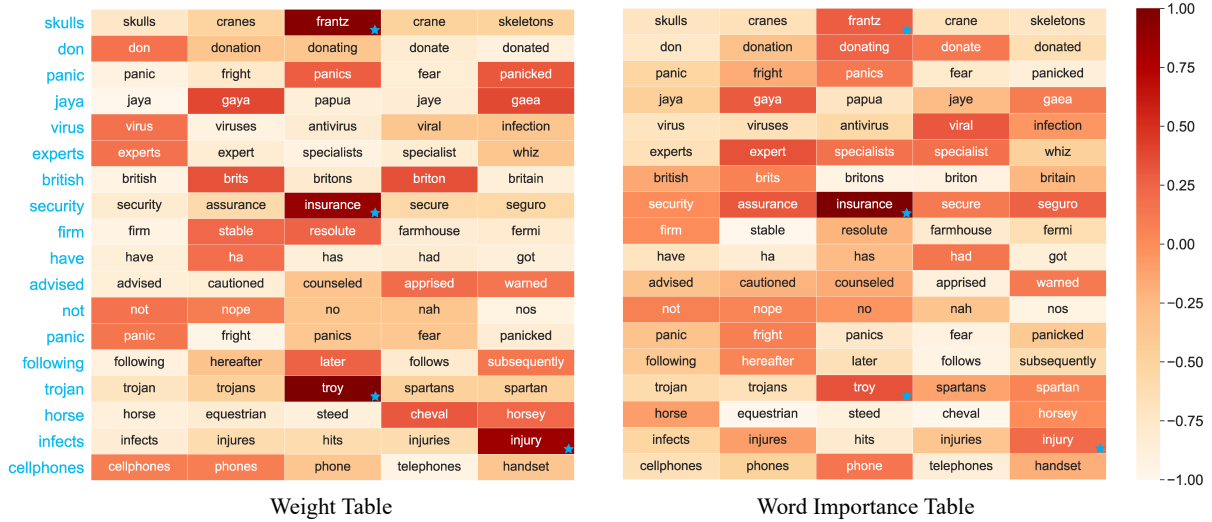 skulls skulls cranes frantz crane skeletons skulls cranes frantz crane skeletons 1.00
don don donation donating donate donated don donation donating donate donated
panic panic fright panics fear panicked panic fright panics fear panicked 0.75
jaya jaya gaya papua jaye gaea jaya gaya papua jaye gaea
virus virus viruses antivirus viral infection virus viruses antivirus viral infection 0.50
experts experts expert specialists specialist whiz experts expert specialists specialist whiz
british british brits britons briton britain british brits britons briton britain 0.25
security security assurance insurance secure seguro security assurance insurance secure seguro
firm firm stable resolute farmhouse fermi firm stable resolute farmhouse fermi 0.00
have have ha has had got have ha has had got
advised advised cautioned counseled apprised warned advised cautioned counseled apprised warned −0.25
not not nope no nah nos not nope no nah nos
panic panic fright panics fear panicked panic fright panics fear panicked −0.50
following following hereafter later follows subsequently following hereafter later follows subsequently
trojan trojan trojans troy spartans spartan trojan trojans troy spartans spartan −0.75
horse horse equestrian steed cheval horsey horse equestrian steed cheval horsey
infects infects injures hits injuries injury infects injures hits injuries injury
cellphones cellphones phones phone telephones handset cellphones phones phone telephones handset −1.00
Weight Table Word Importance Table